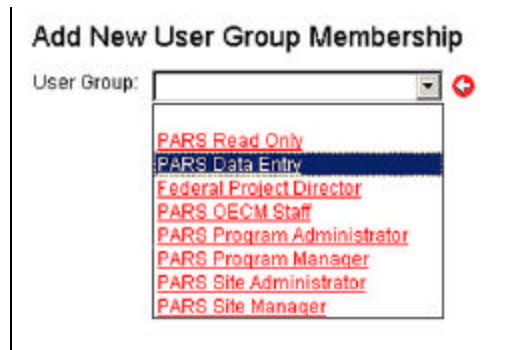 Add New User Group Membership
User Group:
PARS Read Only
PARS Data Entry
Federal Project Director
PARS OECM Staff
PARS Program Administrator
PARS Program Manager
PARS Site Administrator
PARS Site Manager